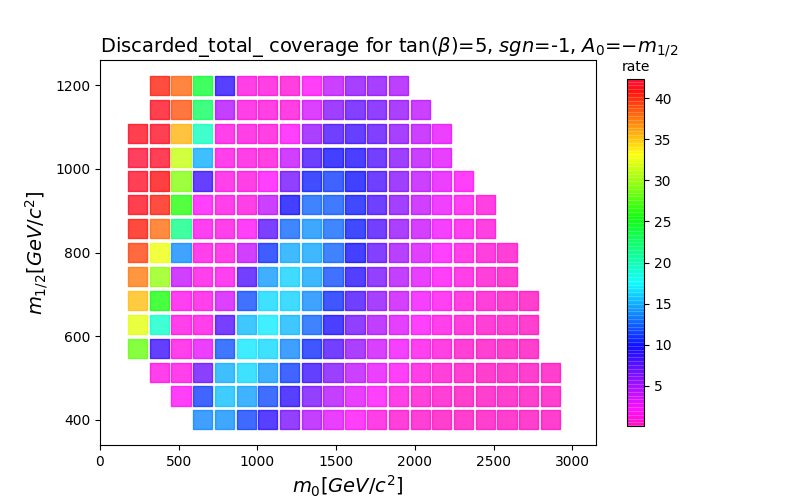 Discarded_total_ coverage for tan(β)=5, sgn=-1, A₀=−m₁/₂
rate
1200
1000
800
600
400
m₁/₂[GeV/c²]
0 500 1000 1500 2000 2500 3000
m₀[GeV/c²]
40
35
30
25
20
15
10
5